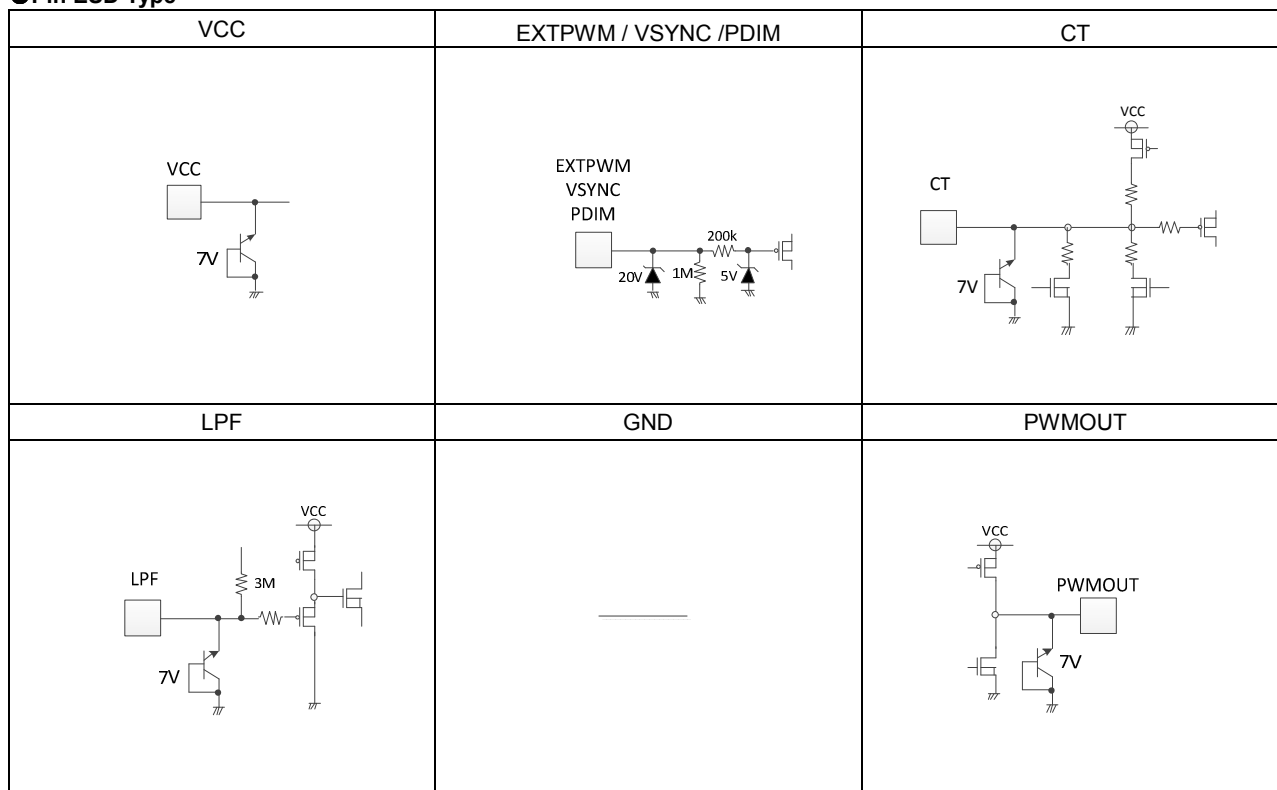 VCC
EXTPWM / VSYNC /PDIM
CT
VCC
7V
EXTPWM
VSYNC
PDIM
200k
20V
1M
5V
VCC
CT
7V
LPF
GND
PWMOUT
VCC
LPF
3M
7V
VCC
PWMOUT
7V